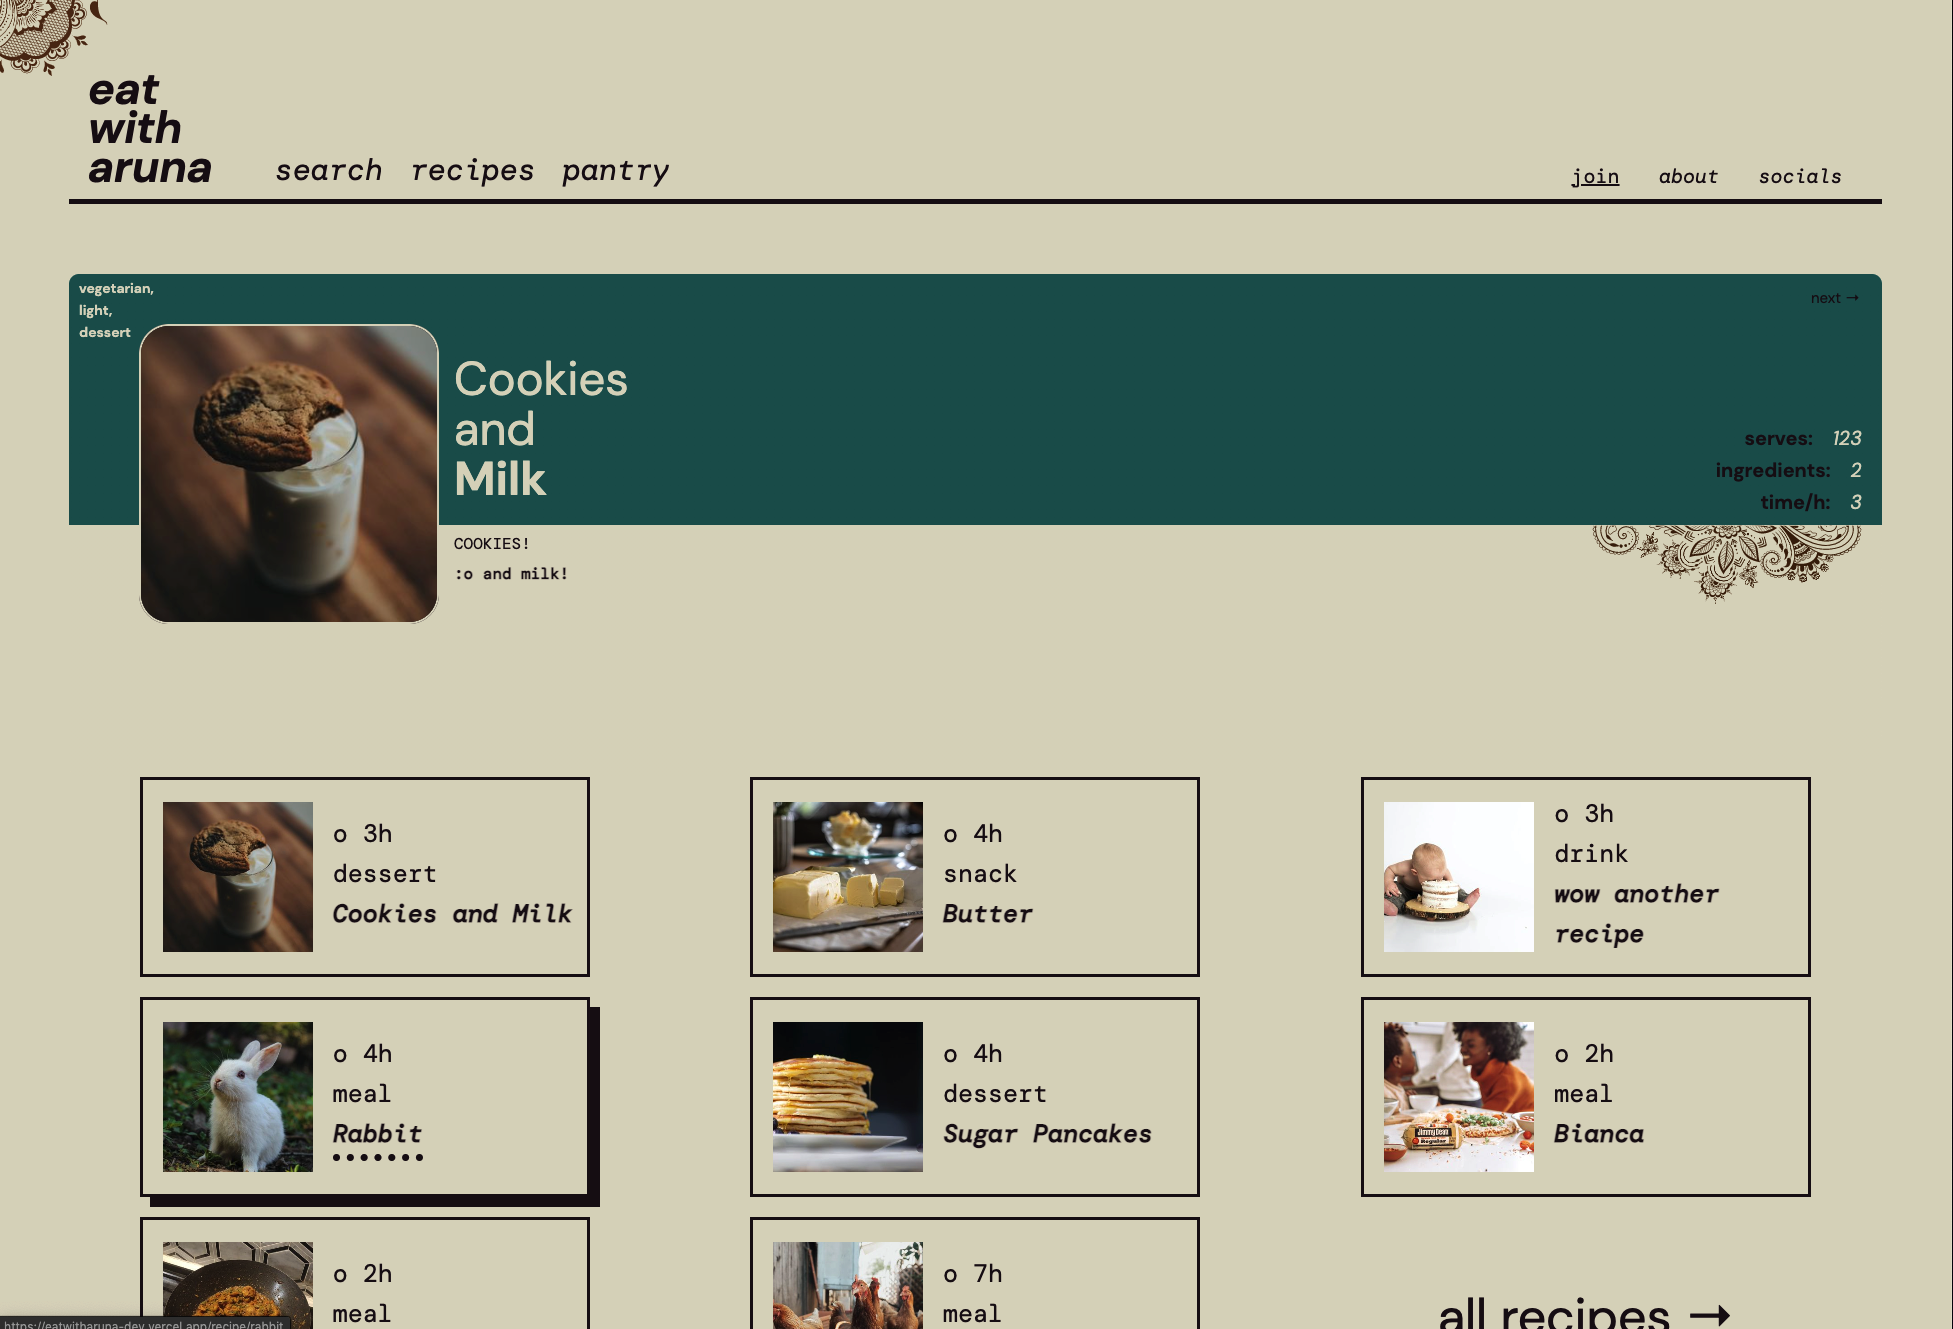 eat
with
aruna
search recipes pantry
join about socials
vegetarian,
light,
dessert
next →
Cookies
and
Milk
serves: 123
ingredients: 2
time/h: 3
COOKIES!
:o and milk!
o 3h
dessert
Cookies and Milk
o 4h
snack
Butter
o 3h
drink
wow another
recipe
o 4h
meal
Rabbit
o 4h
dessert
Sugar Pancakes
o 2h
meal
Bianca
Jimmy Dean
Regular
o 2h
meal
o 7h
meal
all recipes →
https://eatwitharuna-dev.vercel.app/recipe/rabbit